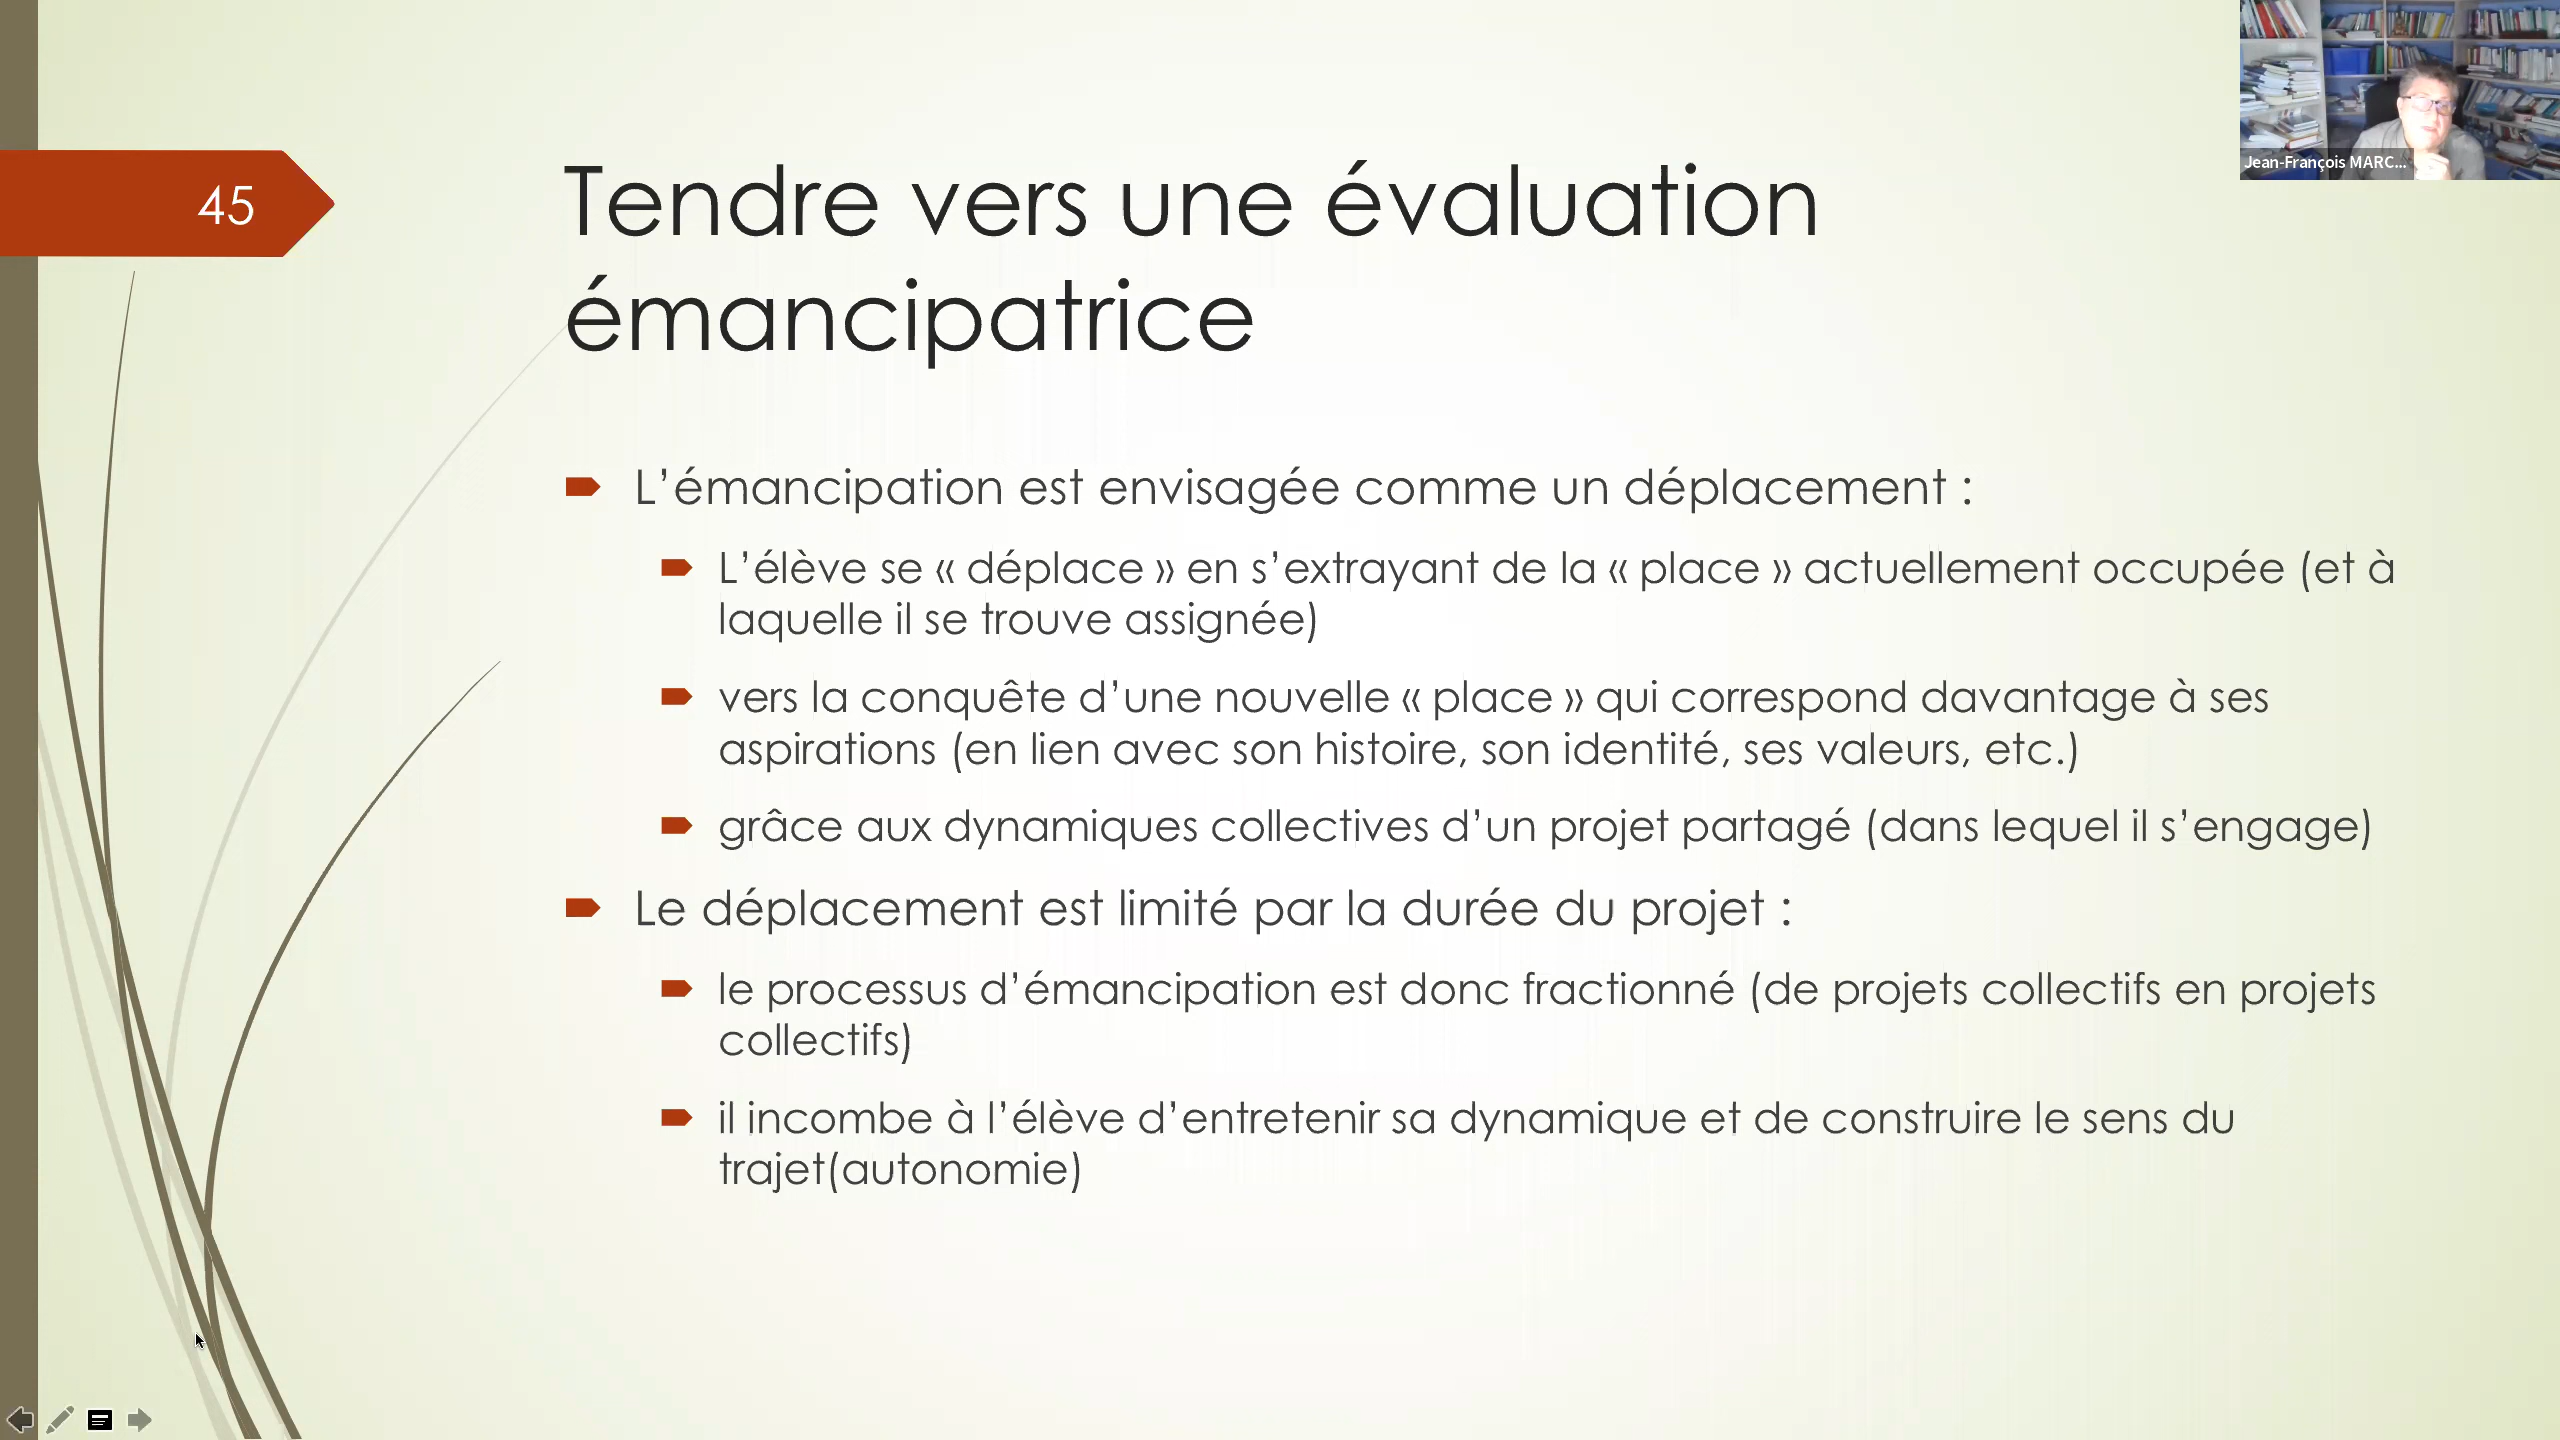 45
Tendre vers une évaluation
émancipatrice
L’émancipation est envisagée comme un déplacement :
L’élève se « déplace » en s’extrayant de la « place » actuellement occupée (et à
laquelle il se trouve assignée)
vers la conquête d’une nouvelle « place » qui correspond davantage à ses
aspirations (en lien avec son histoire, son identité, ses valeurs, etc.)
grâce aux dynamiques collectives d’un projet partagé (dans lequel il s’engage)
Le déplacement est limité par la durée du projet :
le processus d’émancipation est donc fractionné (de projets collectifs en projets
collectifs)
il incombe à l’élève d’entretenir sa dynamique et de construire le sens du
trajet(autonomie)
Jean-François MARC...